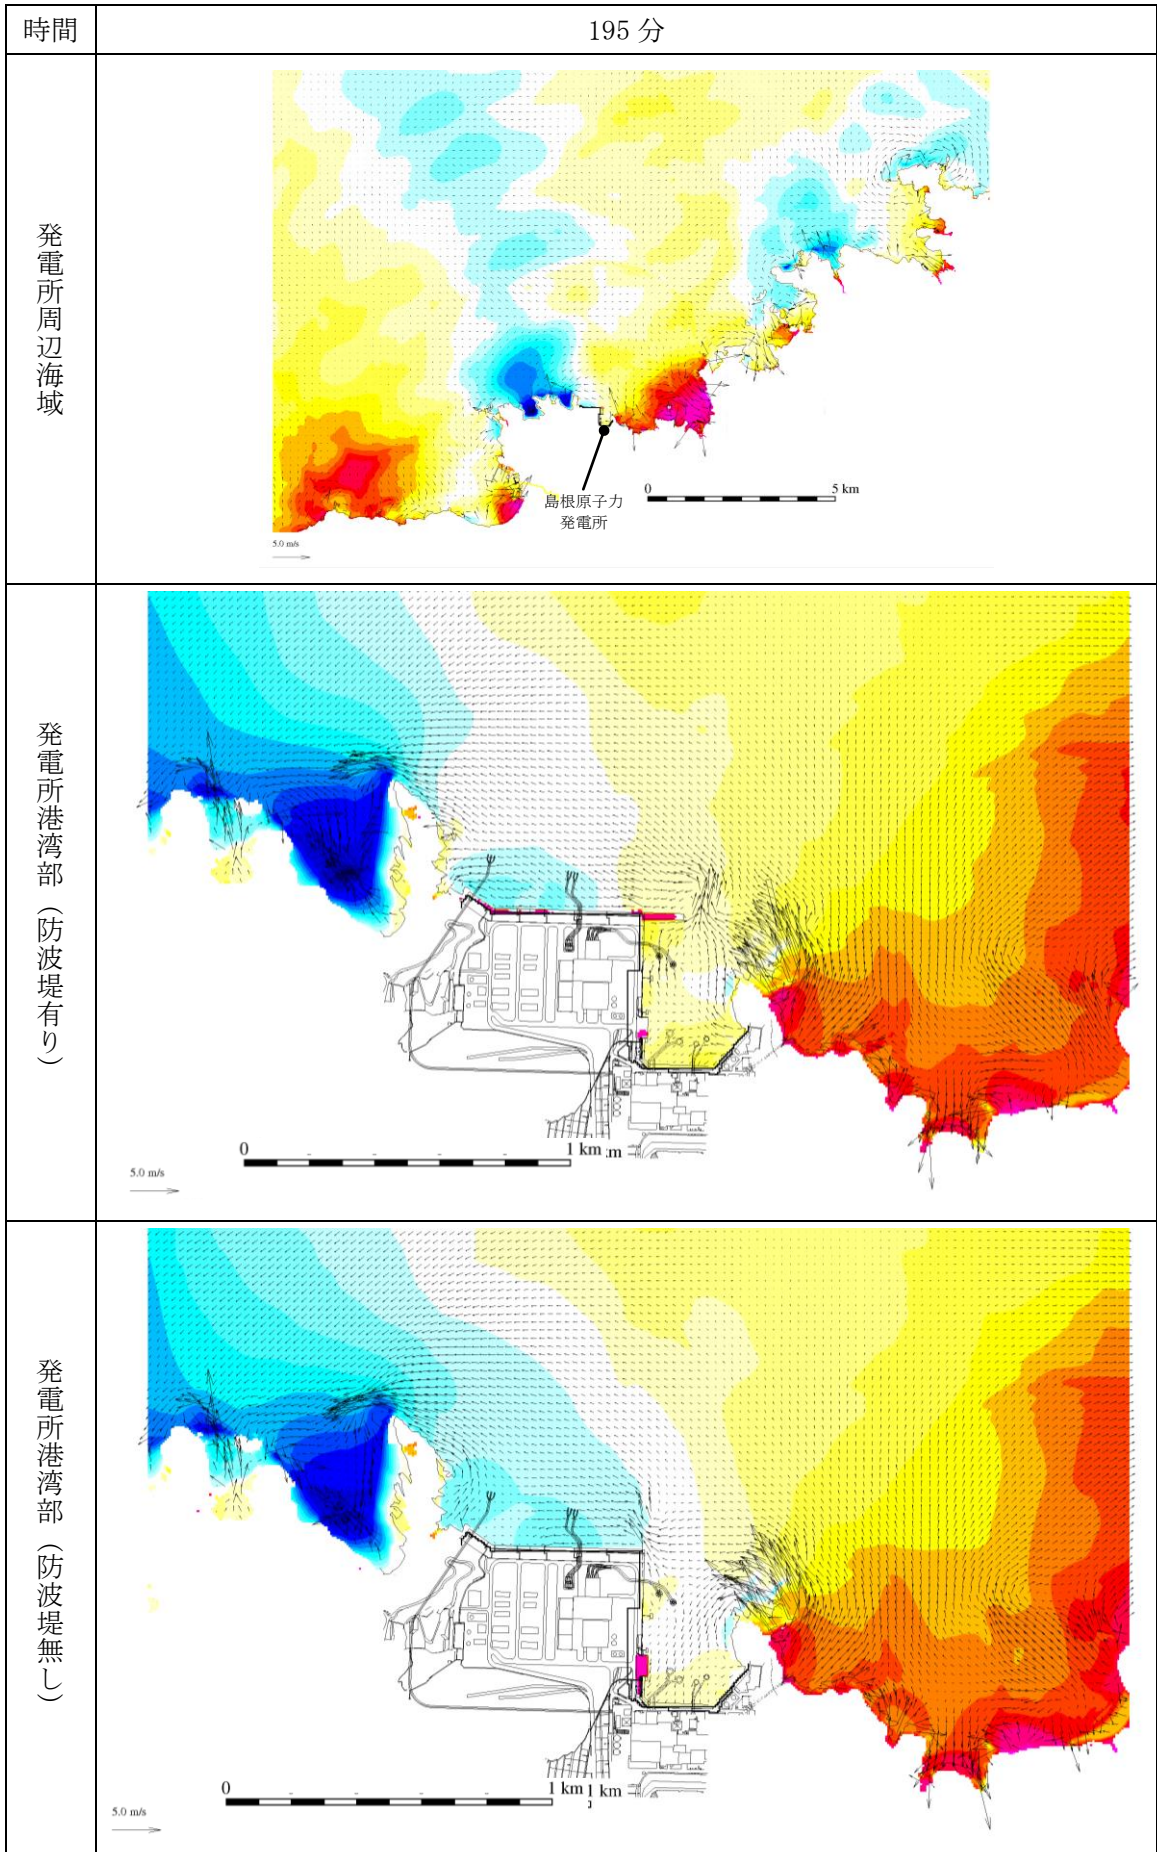 時間
195 分
発電所周辺海域
島根原子力
発電所
0
5 km
5.0 m/s
発電所港湾部（防波堤有り）
0
1 km
km
5.0 m/s
発電所港湾部（防波堤無し）
0
1 km
1 km
5.0 m/s